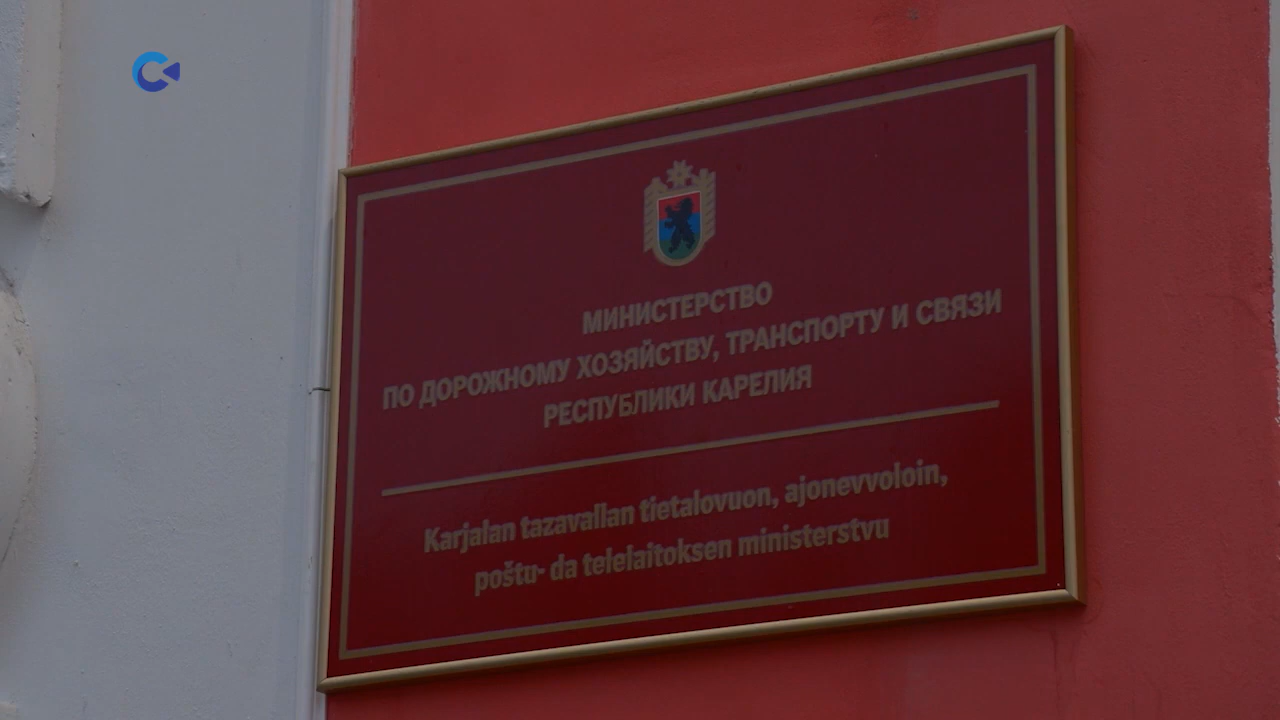 МИНИСТЕРСТВО
ПО ДОРОЖНОМУ ХОЗЯЙСТВУ, ТРАНСПОРТУ И СВЯЗИ
РЕСПУБЛИКИ КАРЕЛИЯ
Karjalan tazavallan tietalovuon, ajonevvoloin,
poštu- da telelaitoksen ministerstvu